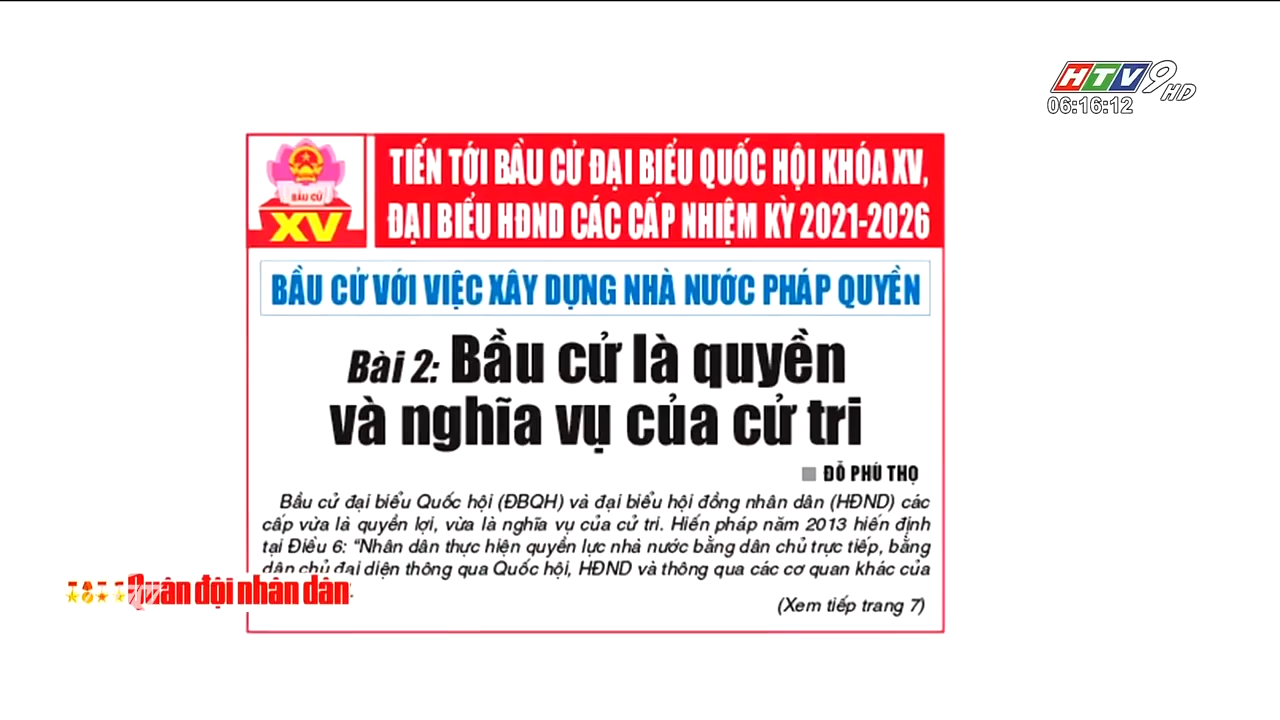 HTV9 HD
06:16:12
BẦU CỬ
XV
TIẾN TỚI BẦU CỬ ĐẠI BIỂU QUỐC HỘI KHÓA XV,
ĐẠI BIỂU HĐND CÁC CẤP NHIỆM KỲ 2021-2026
BẦU CỬ VỚI VIỆC XÂY DỰNG NHÀ NƯỚC PHÁP QUYỀN
Bài 2: Bầu cử là quyền
và nghĩa vụ của cử tri
ĐỖ PHÚ THỌ
Bầu cử đại biểu Quốc hội (ĐBQH) và đại biểu hội đồng nhân dân (HĐND) các
cấp vừa là quyền lợi, vừa là nghĩa vụ của cử tri. Hiến pháp năm 2013 hiến định
tại Điều 6: “Nhân dân thực hiện quyền lực nhà nước bằng dân chủ trực tiếp, bằng
dân chủ đại diện thông qua Quốc hội, HĐND và thông qua các cơ quan khác của
Quân đội nhân dân
(Xem tiếp trang 7)